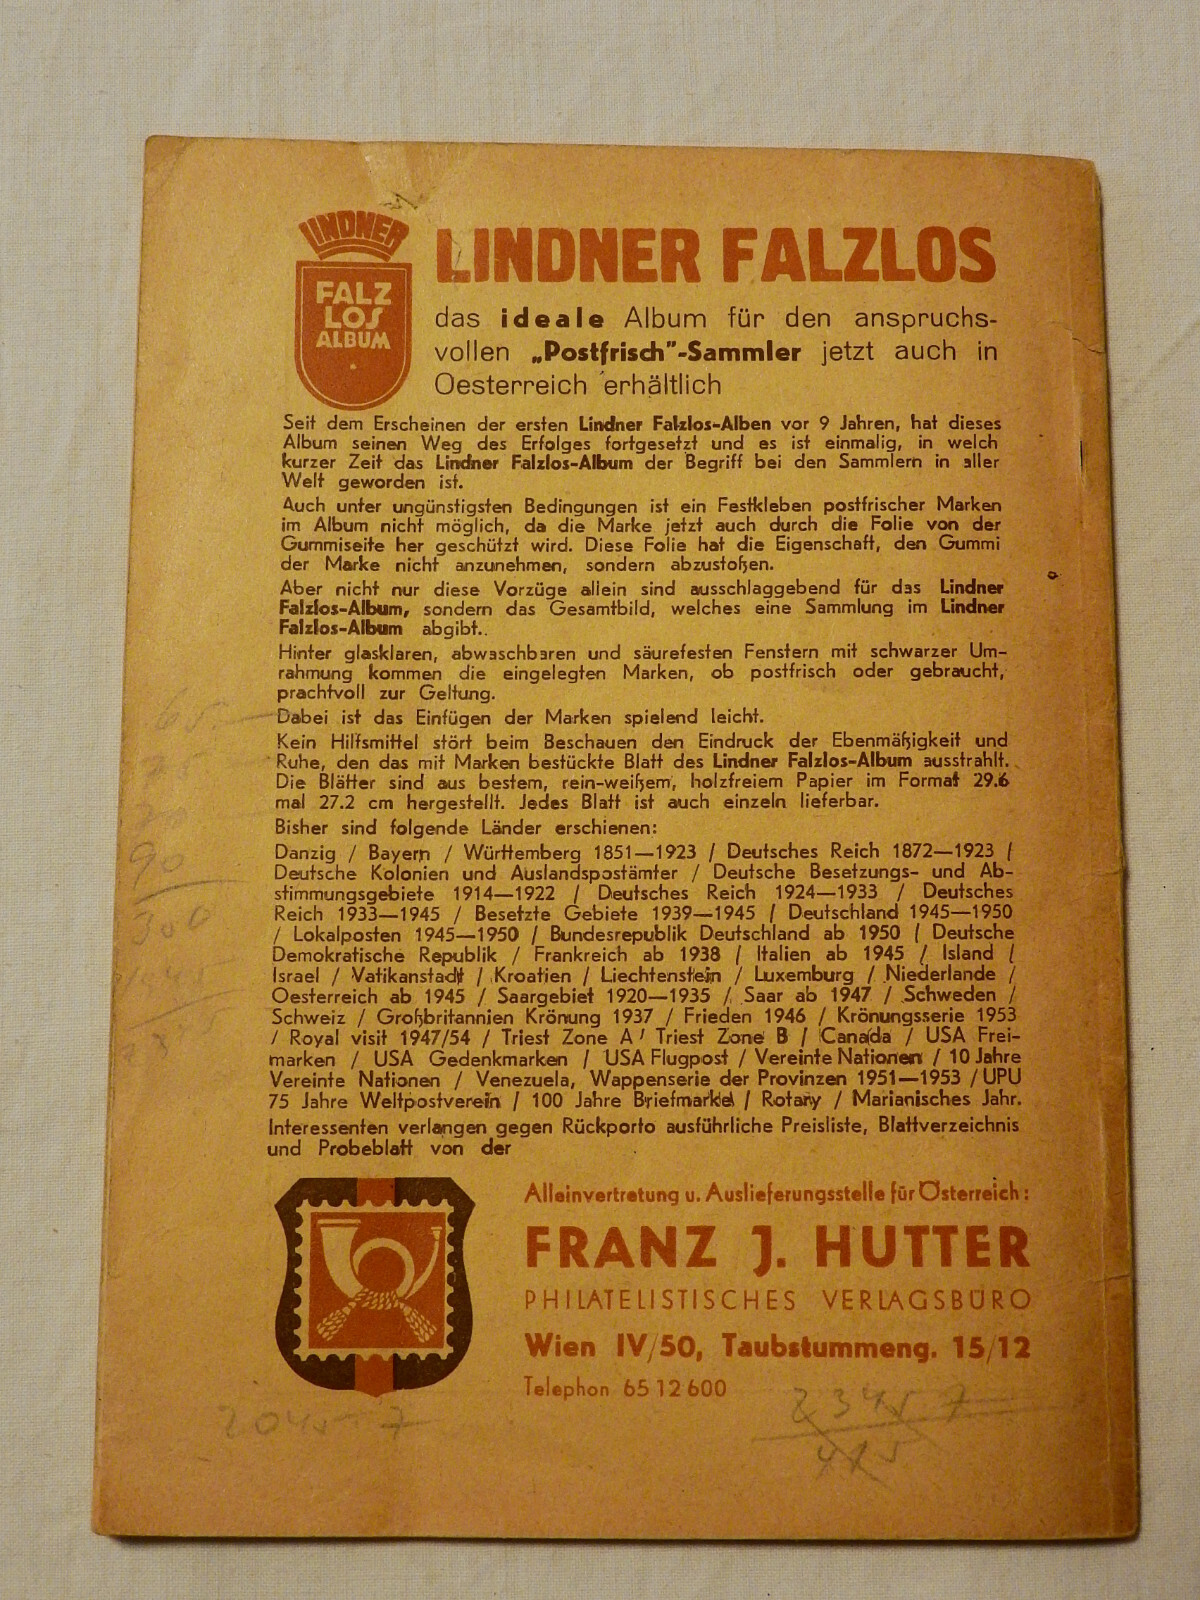 LINDNER
FALZ
LOS
ALBUM
LINDNER FALZLOS
das ideale Album für den anspruchs-
vollen „Postfrisch"-Sammler jetzt auch in
Oesterreich erhältlich
Seit dem Erscheinen der ersten Lindner Falzlos-Alben vor 9 Jahren, hat dieses
Album seinen Weg des Erfolges fortgesetzt und es ist einmalig, in welch
kurzer Zeit das Lindner Falzlos-Album der Begriff bei den Sammlern in aller
Welt geworden ist.
Auch unter ungünstigsten Bedingungen ist ein Festkleben postfrischer Marken
im Album nicht möglich, da die Marke jetzt auch durch die Folie von der
Gummiseite her geschützt wird. Diese Folie hat die Eigenschaft, den Gummi
der Marke nicht anzunehmen, sondern abzustoßen.
Aber nicht nur diese Vorzüge allein sind ausschlaggebend für das Lindner
Falzlos-Album, sondern das Gesamtbild, welches eine Sammlung im Lindner
Falzlos-Album abgibt..
Hinter glasklaren, abwaschbaren und säurefesten Fenstern mit schwarzer Um-
rahmung kommen die eingelegten Marken, ob postfrisch oder gebraucht,
prachtvoll zur Geltung.
Dabei ist das Einfügen der Marken spielend leicht.
Kein Hilfsmittel stört beim Beschauen den Eindruck der Ebenmäßigkeit und
Ruhe, den das mit Marken bestückte Blatt des Lindner Falzlos-Album ausstrahlt.
Die Blätter sind aus bestem, rein-weißem, holzfreiem Papier im Format 29.6
mal 27.2 cm hergestellt. Jedes Blatt ist auch einzeln lieferbar.
Bisher sind folgende Länder erschienen:
Danzig / Bayern / Württemberg 1851—1923 / Deutsches Reich 1872—1923 /
Deutsche Kolonien und Auslandspostämter / Deutsche Besetzungs- und Ab-
stimmungsgebiete 1914—1922 / Deutsches Reich 1924—1933 / Deutsches
Reich 1933—1945 / Besetzte Gebiete 1939—1945 / Deutschland 1945—1950
/ Lokalposten 1945—1950 / Bundesrepublik Deutschland ab 1950 / Deutsche
Demokratische Republik / Frankreich ab 1938 / Italien ab 1945 / Island /
Israel / Vatikanstadt / Kroatien / Liechtenstein / Luxemburg / Niederlande /
Oesterreich ab 1945 / Saargebiet 1920—1935 / Saar ab 1947 / Schweden /
Schweiz / Großbritannien Krönung 1937 / Frieden 1946 / Krönungsserie 1953
/ Royal visit 1947/54 / Triest Zone A / Triest Zone B / Canada / USA Frei-
marken / USA Gedenkmarken / USA Flugpost / Vereinte Nationen / 10 Jahre
Vereinte Nationen / Venezuela, Wappenserie der Provinzen 1951—1953 / UPU
75 Jahre Weltpostverein / 100 Jahre Briefmarke / Rotary / Marianisches Jahr.
Interessenten verlangen gegen Rückporto ausführliche Preisliste, Blattverzeichnis
und Probeblatt von der
Alleinvertretung u. Auslieferungsstelle für Österreich:
FRANZ J. HUTTER
PHILATELISTISCHES VERLAGSBÜRO
Wien IV/50, Taubstummeng. 15/12
Telephon 65 12 600
90
300